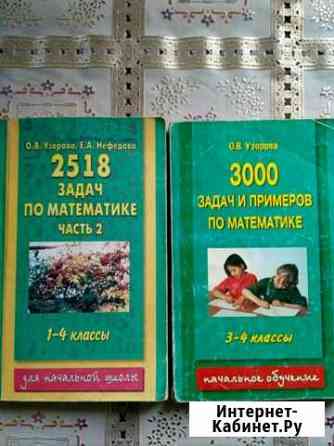 О.В. Узорова, Е.А. Нефедова
2518
ЗАДАЧ
ПО МАТЕМАТИКЕ
ЧАСТЬ 2
1-4 классы
для начальной школы
О.В. Узорова
3000
ЗАДАЧ И ПРИМЕРОВ
ПО МАТЕМАТИКЕ
3-4 классы
начальное обучение
Интернет-
Кабинет.Ру